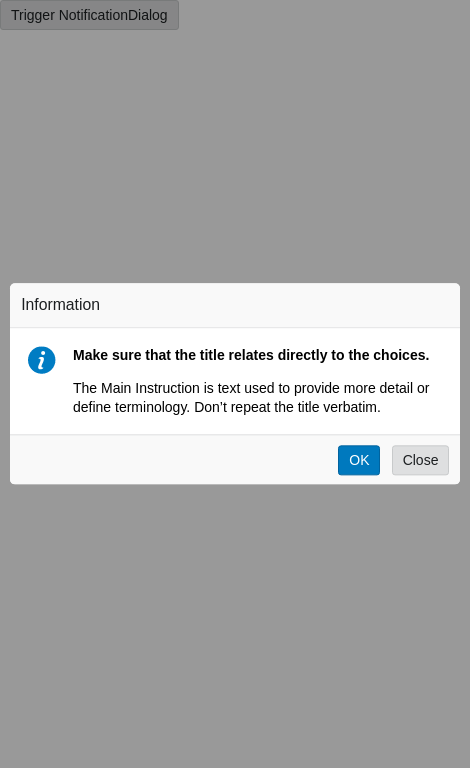 Trigger NotificationDialog
Information
Make sure that the title relates directly to the choices.
The Main Instruction is text used to provide more detail or
define terminology. Don’t repeat the title verbatim.
OK Close